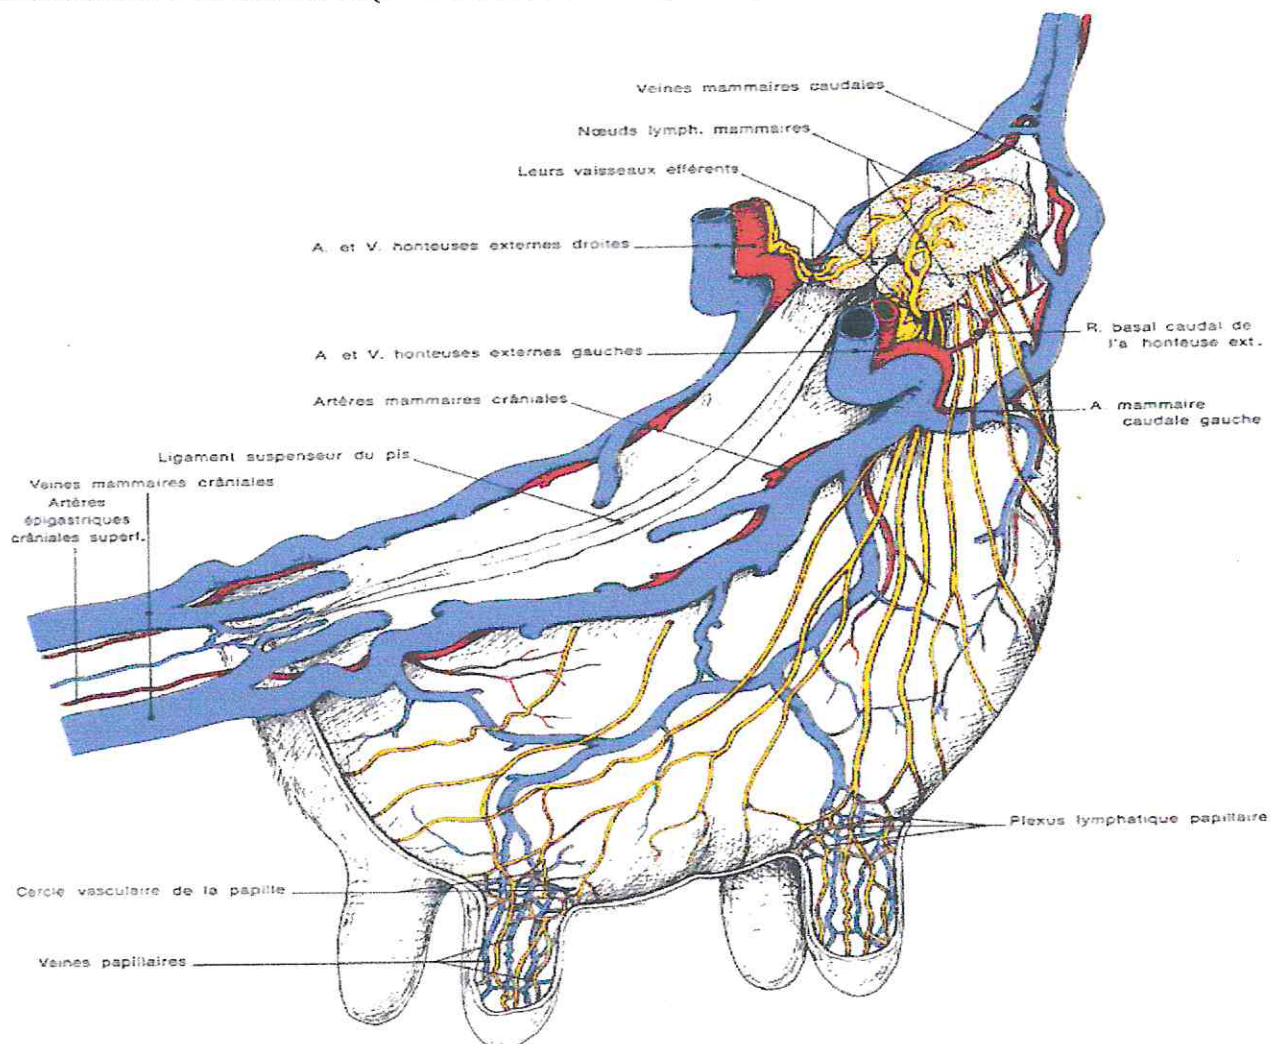 Veines mammaires caudales
Nœuds lymph. mammaires
Leurs vaisseaux éfférents
A. et V. honteuses externes droites
R. basal caudal de
l'a honteuse ext.
A. et V. honteuses externes gauches
Artères mammaires crâniales
A. mammaire
caudale gauche
Ligament suspenseur du pis
Veines mammaires crâniales
Artères
épigastriques
crâniales superf.
Plexus lymphatique papillaire
Cercle vasculaire de la papille
Veines papillaires